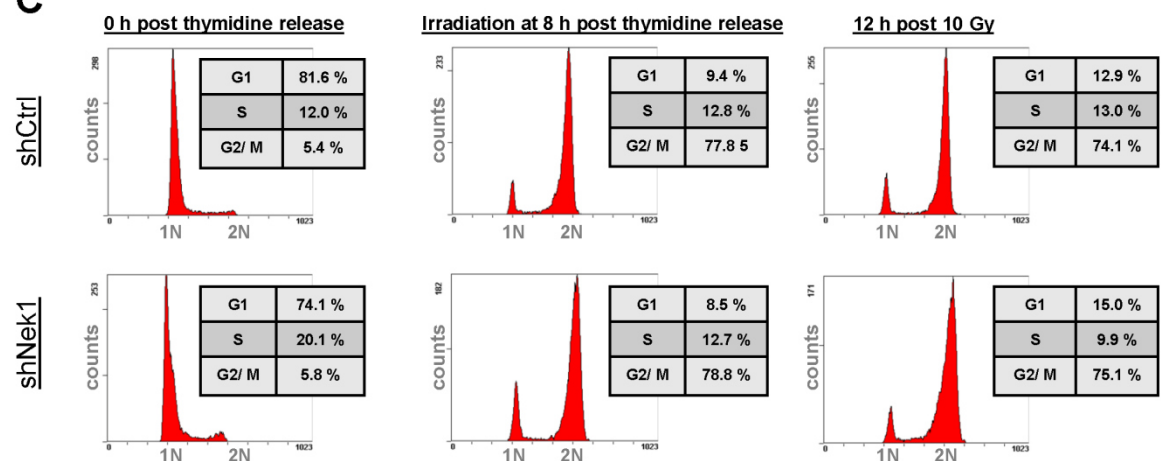 C
0 h post thymidine release
Irradiation at 8 h post thymidine release
12 h post 10 Gy
shCtrl
counts
298
G1 81.6 %
S 12.0 %
G2/ M 5.4 %
0 1023
1N 2N
counts
233
G1 9.4 %
S 12.8 %
G2/ M 77.8 5
0 1023
1N 2N
counts
255
G1 12.9 %
S 13.0 %
G2/ M 74.1 %
0 1023
1N 2N
shNek1
counts
253
G1 74.1 %
S 20.1 %
G2/ M 5.8 %
0 1023
1N 2N
counts
182
G1 8.5 %
S 12.7 %
G2/ M 78.8 %
0 1023
1N 2N
counts
171
G1 15.0 %
S 9.9 %
G2/ M 75.1 %
0 1023
1N 2N